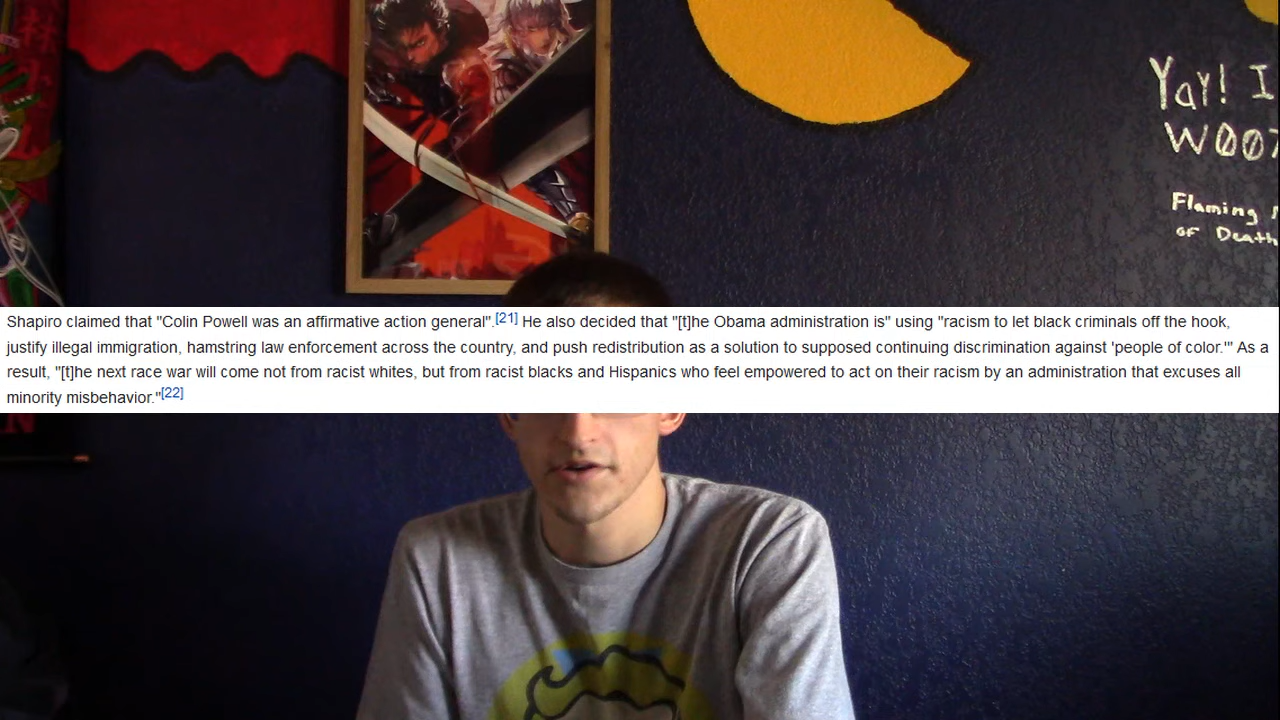 Yay! I
WØØ
Flaming
of Death
Shapiro claimed that "Colin Powell was an affirmative action general".[21] He also decided that "[t]he Obama administration is" using "racism to let black criminals off the hook,
justify illegal immigration, hamstring law enforcement across the country, and push redistribution as a solution to supposed continuing discrimination against 'people of color.'" As a
result, "[t]he next race war will come not from racist whites, but from racist blacks and Hispanics who feel empowered to act on their racism by an administration that excuses all
minority misbehavior."[22]